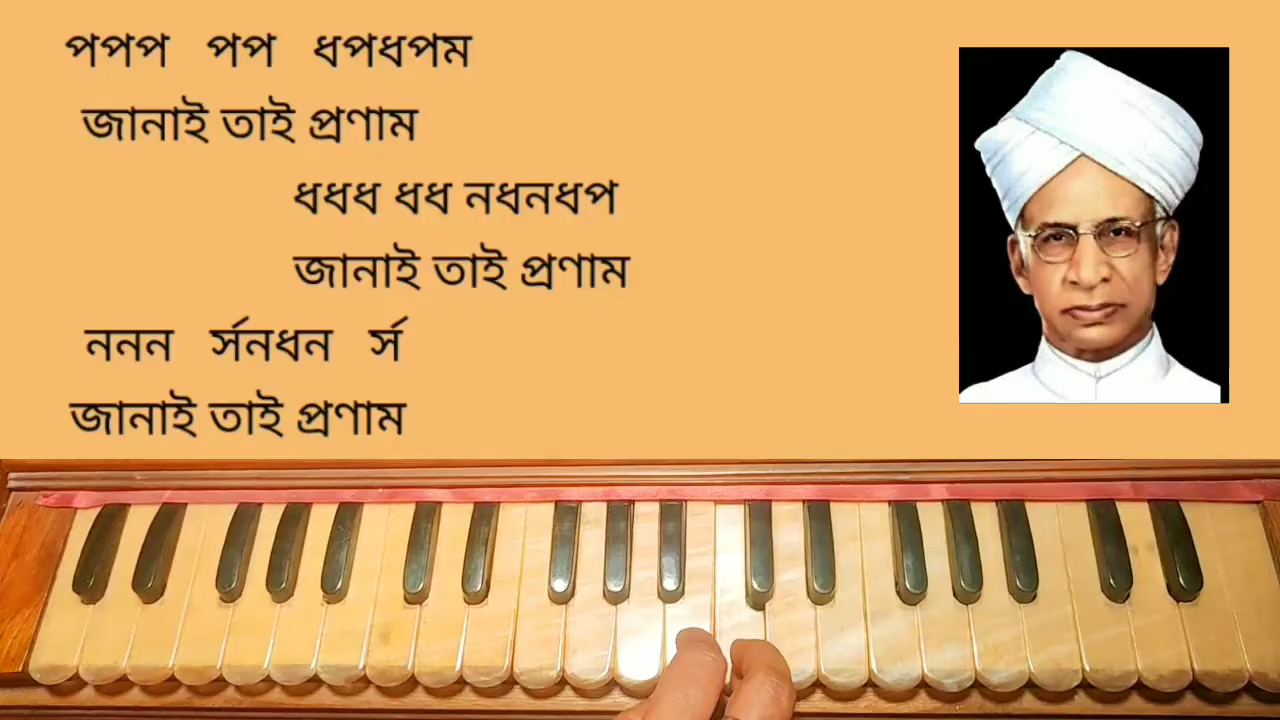 পপপ পপ ধপধপম
জানাই তাই প্রণাম
ধধধ ধধ নধনধপ
জানাই তাই প্রণাম
ননন র্সনধন র্স
জানাই তাই প্রণাম